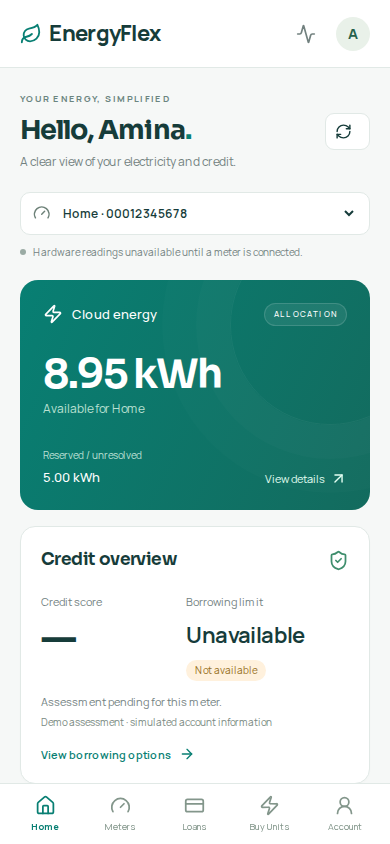 EnergyFlex
A
YOUR ENERGY, SIMPLIFIED
Hello, Amina.
A clear view of your electricity and credit.
Home · 00012345678
Hardware readings unavailable until a meter is connected.
Cloud energy
ALLOCATION
8.95 kWh
Available for Home
Reserved / unresolved
5.00 kWh
View details
Credit overview
Credit score
Borrowing limit
—
Unavailable
Not available
Assessment pending for this meter.
Demo assessment · simulated account information
View borrowing options
Home
Meters
Loans
Buy Units
Account